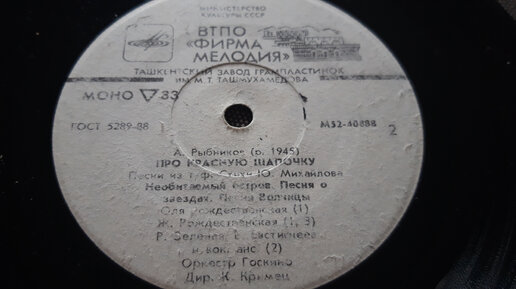 МИНИСТЕРСТВО
КУЛЬТУРЫ СССР
ВТПО
«ФИРМА
МЕЛОДИЯ»
ТАШКЕНТСКИЙ ЗАВОД ГРАМПЛАСТИНОК
ИМ. М. Т. ТАШМУХАМЕДОВА
МОНО 33
ГОСТ 5289-88
М52-40888 2
А. Рыбников (р. 1945)
ПРО КРАСНУЮ ШАПОЧКУ
Песни из т/ф. Стихи Ю. Михайлова
Необитаемый остров. Песня о
звездах. Песня Волчицы
Оля Рождественская (1)
Ж. Рождественская (1, 3)
Р. Зеленая, Е. Евстигнеев
и вок. анс. (2)
Оркестр Госкино
Дир. К. Кримец